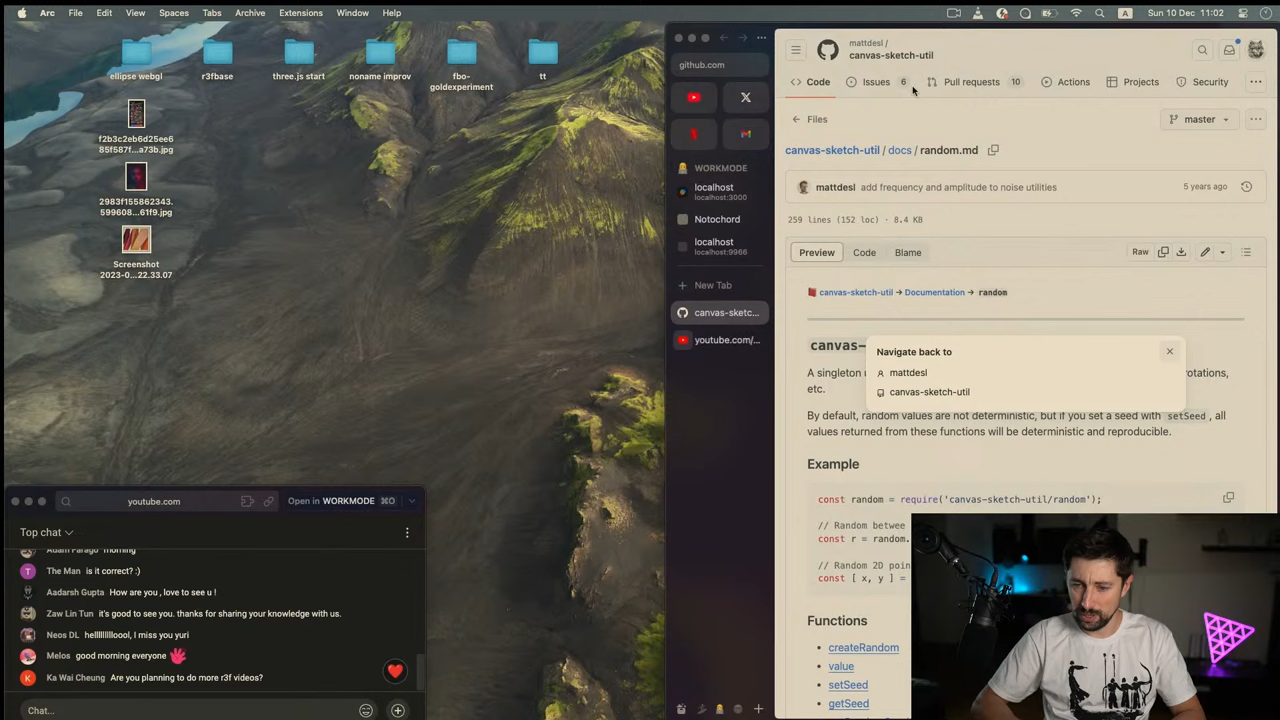 Arc File Edit View Spaces Tabs Archive Extensions Window Help
A Sun 10 Dec 11:02
ellipse webgl
r3fbase
three.js start
noname improv
fbo-
goldexperiment
tt
f2b3c2eb6d25ee6
85f587f...a73b.jpg
2983f155862343.
599608...61f9.jpg
Screenshot
2023-0...22.33.07
youtube.com
Open in WORKMODE ⌘O
Top chat
Adam Farago morning
T The Man is it correct? :)
Aadarsh Gupta How are you , love to see u !
Zaw Lin Tun it's good to see you. thanks for sharing your knowledge with us.
Neos DL hellllllllloool, I miss you yuri
Melos good morning everyone
K Ka Wai Cheung Are you planning to do more r3f videos?
Chat...
github.com
WORKMODE
localhost
localhost:3000
Notochord
localhost
localhost:9966
New Tab
canvas-sketc...
youtube.com/...
mattdesl /
canvas-sketch-util
Code Issues 6 Pull requests 10 Actions Projects Security
Files
master
canvas-sketch-util / docs / random.md
mattdesl add frequency and amplitude to noise utilities 5 years ago
259 lines (152 loc) · 8.4 KB
Preview Code Blame Raw
canvas-sketch-util → Documentation → random
canvas-
Navigate back to
mattdesl
canvas-sketch-util
A singleton u
rotations,
etc.
By default, random values are not deterministic, but if you set a seed with setSeed , all
values returned from these functions will be deterministic and reproducible.
Example
const random = require('canvas-sketch-util/random');
// Random betwee
const r = random.
// Random 2D poin
const [ x, y ] =
Functions
createRandom
value
setSeed
getSeed